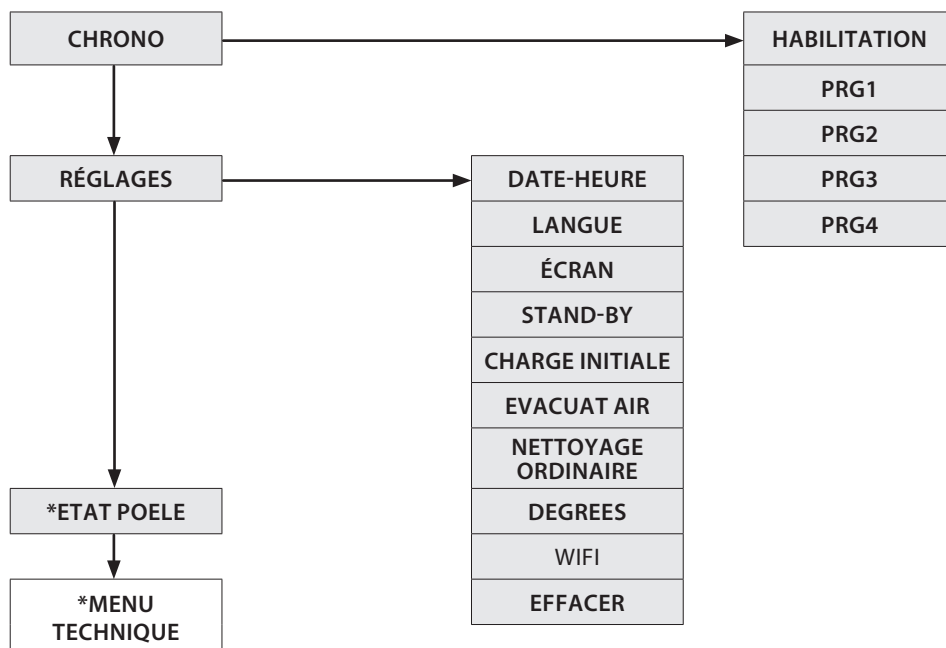 CHRONO
HABILITATION
PRG1
PRG2
PRG3
PRG4
RÉGLAGES
DATE-HEURE
LANGUE
ÉCRAN
STAND-BY
CHARGE INITIALE
EVACUAT AIR
NETTOYAGE
ORDINAIRE
DEGREES
WIFI
EFFACER
*ETAT POELE
*MENU
TECHNIQUE